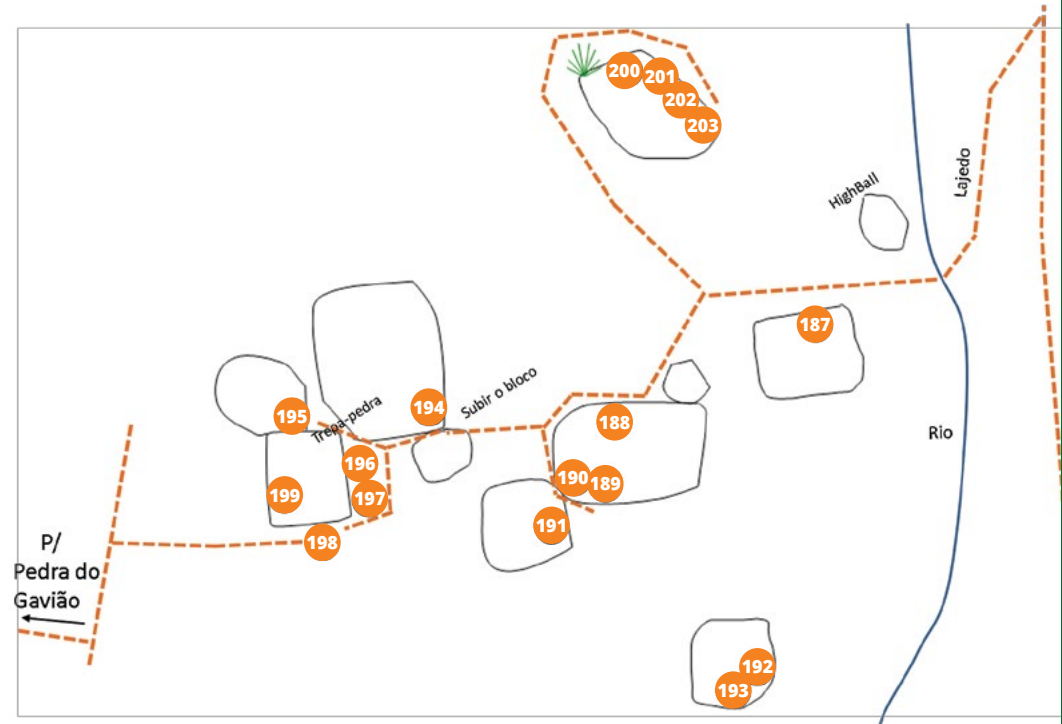 200
201
202
203
HighBall
Lajedo
187
194
Subir o bloco
Trepa-pedra
195
188
Rio
196
190
189
199
197
191
198
P/
Pedra do
Gavião
192
193